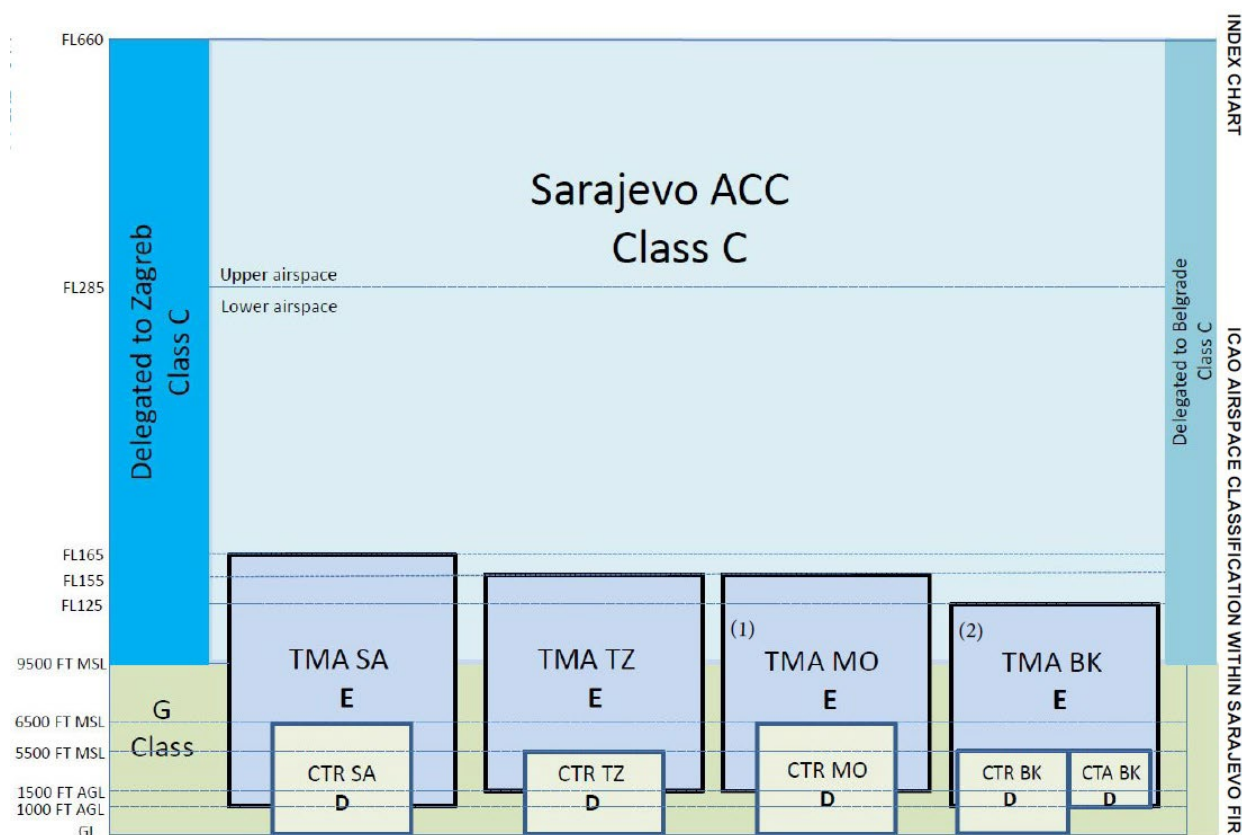 FL660
Sarajevo ACC
Class C
Delegated to Zagreb
Class C
Delegated to Belgrade
Class C
FL285
Upper airspace
Lower airspace
FL165
FL155
FL125
9500 FT MSL
6500 FT MSL
5500 FT MSL
1500 FT AGL
1000 FT AGL
GL
G
Class
TMA SA
E
CTR SA
D
TMA TZ
E
CTR TZ
D
(1)
TMA MO
E
CTR MO
D
(2)
TMA BK
E
CTR BK
D
CTA BK
D
INDEX CHART
ICAO AIRSPACE CLASSIFICATION WITHIN SARAJEVO FIR